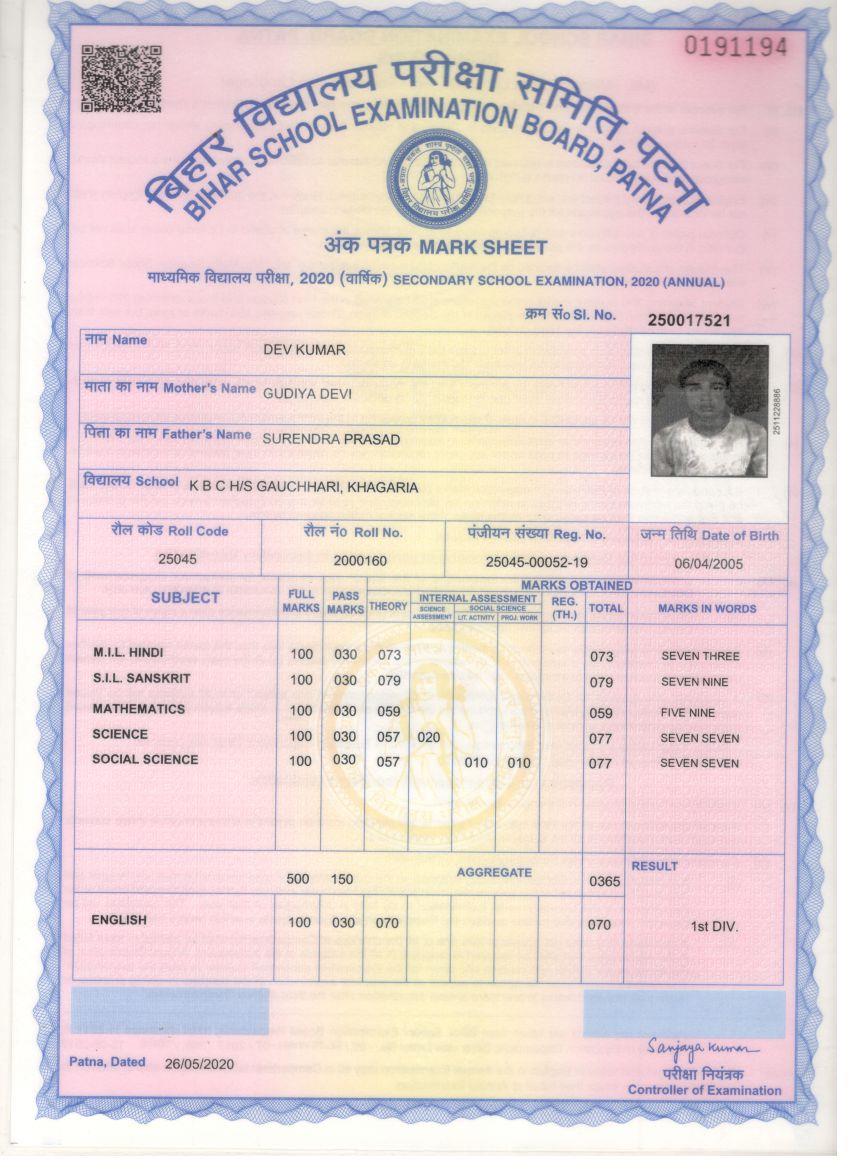 0191194
बिहार विद्यालय परीक्षा समिति, पटना
BIHAR SCHOOL EXAMINATION BOARD, PATNA
अंक पत्रक MARK SHEET
माध्यमिक विद्यालय परीक्षा, 2020 (वार्षिक) SECONDARY SCHOOL EXAMINATION, 2020 (ANNUAL)
क्रम सं० Sl. No. 250017521
नाम Name DEV KUMAR
माता का नाम Mother's Name GUDIYA DEVI
पिता का नाम Father's Name SURENDRA PRASAD
विद्यालय School K B C H/S GAUCHHARI, KHAGARIA
2511228886
रौल कोड Roll Code रौल नं0 Roll No. पंजीयन संख्या Reg. No. जन्म तिथि Date of Birth
25045 2000160 25045-00052-19 06/04/2005
SUBJECT FULL MARKS PASS MARKS MARKS OBTAINED
THEORY INTERNAL ASSESSMENT REG. (TH.) TOTAL MARKS IN WORDS
SCIENCE ASSESSMENT SOCIAL SCIENCE
LIT. ACTIVITY PROJ. WORK
M.I.L. HINDI 100 030 073 073 SEVEN THREE
S.I.L. SANSKRIT 100 030 079 079 SEVEN NINE
MATHEMATICS 100 030 059 059 FIVE NINE
SCIENCE 100 030 057 020 077 SEVEN SEVEN
SOCIAL SCIENCE 100 030 057 010 010 077 SEVEN SEVEN
500 150 AGGREGATE 0365 RESULT
ENGLISH 100 030 070 070 1st DIV.
Sanjaya Kumar
Patna, Dated 26/05/2020
परीक्षा नियंत्रक
Controller of Examination